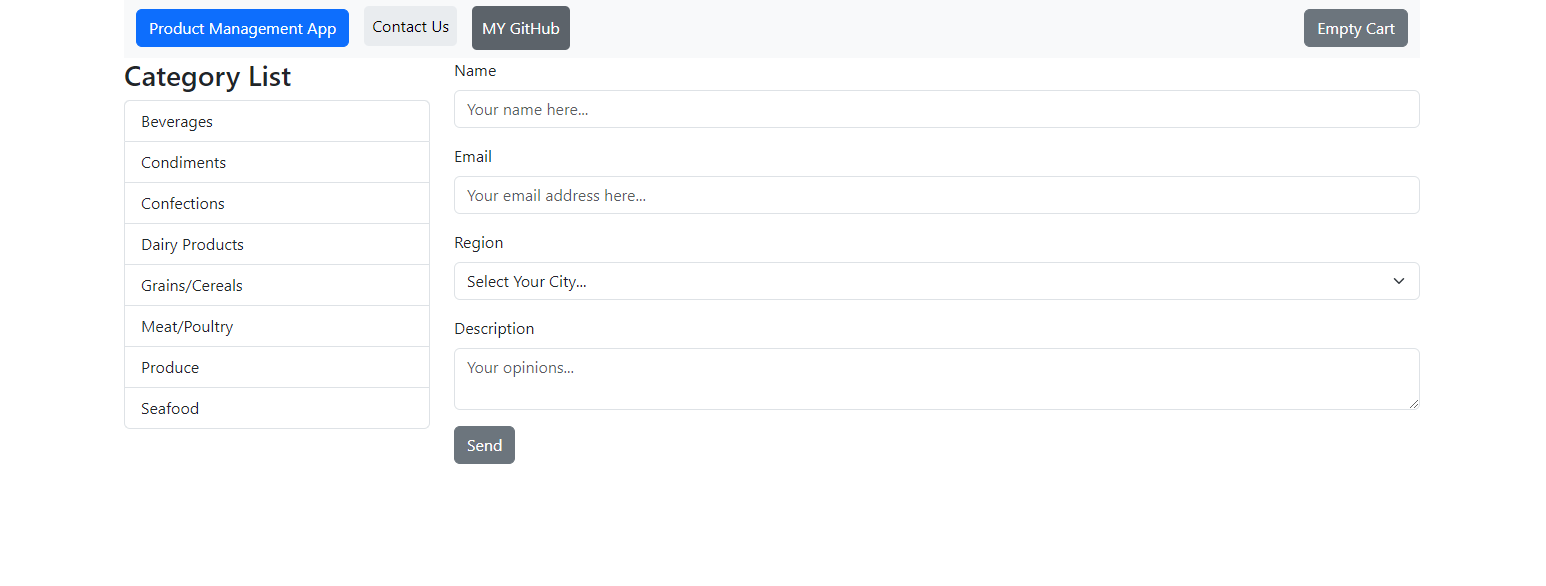 Product Management App
Contact Us
MY GitHub
Empty Cart
Category List
Beverages
Condiments
Confections
Dairy Products
Grains/Cereals
Meat/Poultry
Produce
Seafood
Name
Your name here...
Email
Your email address here...
Region
Select Your City...
Description
Your opinions...
Send